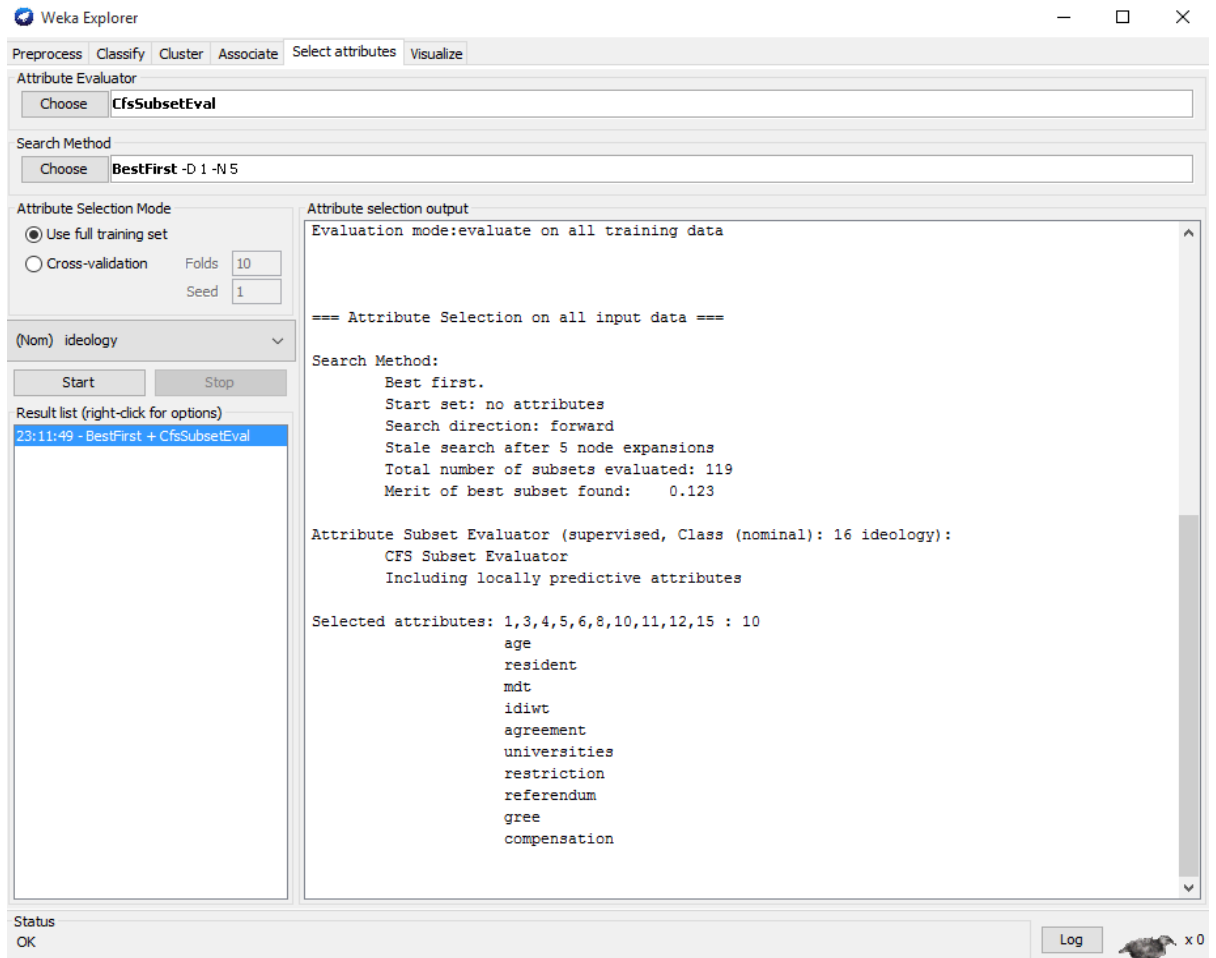 Weka Explorer
Preprocess Classify Cluster Associate Select attributes Visualize
Attribute Evaluator
Choose CfsSubsetEval
Search Method
Choose BestFirst -D 1 -N 5
Attribute Selection Mode
Use full training set
Cross-validation Folds 10
Seed 1
(Nom) ideology
Start Stop
Result list (right-click for options)
23:11:49 - BestFirst + CfsSubsetEval
Attribute selection output
Evaluation mode:evaluate on all training data
=== Attribute Selection on all input data ===
Search Method:
Best first.
Start set: no attributes
Search direction: forward
Stale search after 5 node expansions
Total number of subsets evaluated: 119
Merit of best subset found: 0.123
Attribute Subset Evaluator (supervised, Class (nominal): 16 ideology):
CFS Subset Evaluator
Including locally predictive attributes
Selected attributes: 1,3,4,5,6,8,10,11,12,15 : 10
age
resident
mdt
idiwt
agreement
universities
restriction
referendum
gree
compensation
Status
OK
Log x 0